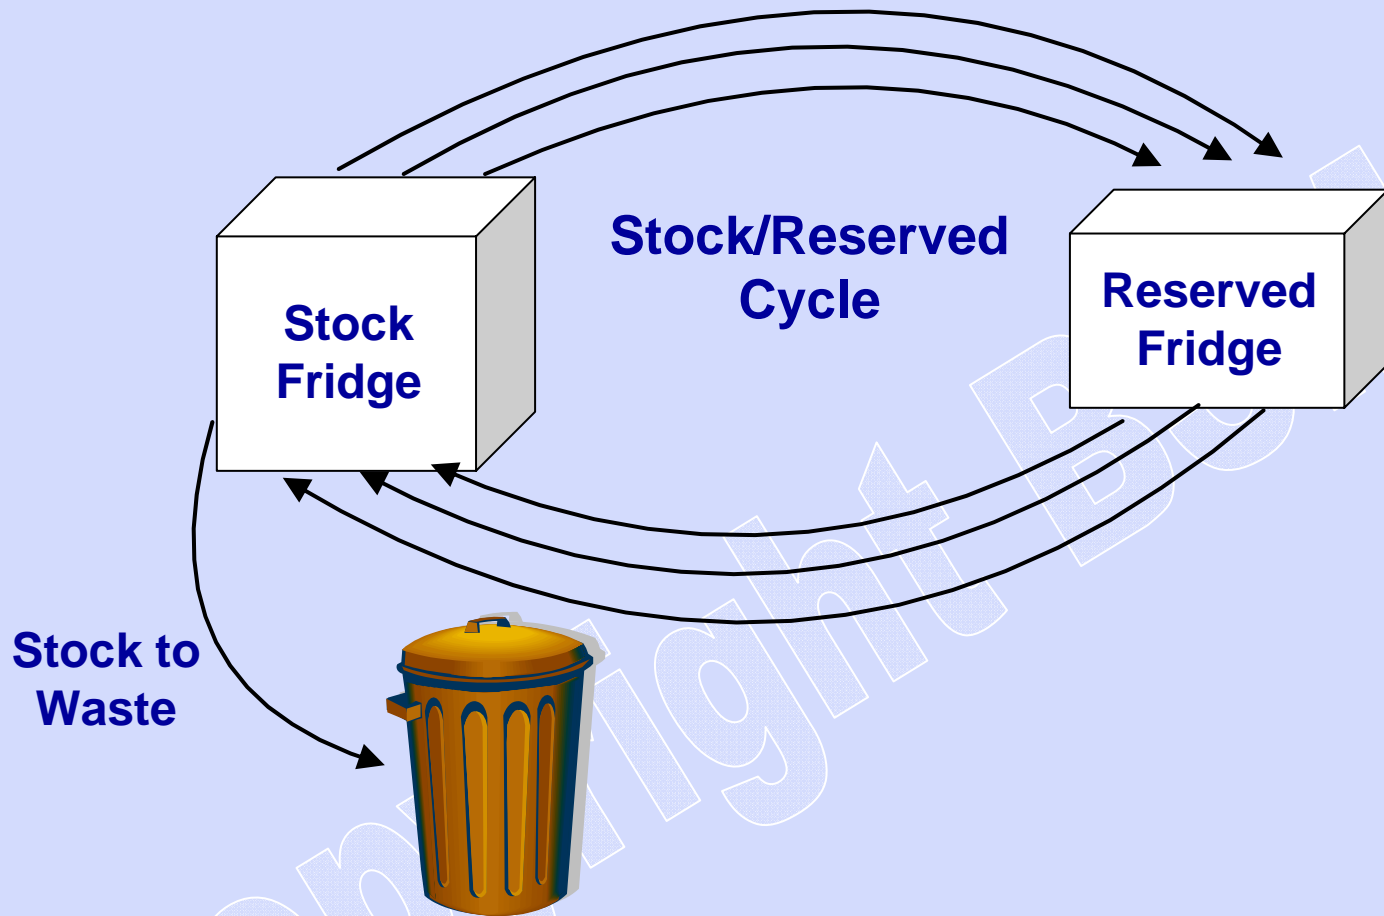 Stock/Reserved
Cycle
Stock
Fridge
Reserved
Fridge
Stock to
Waste